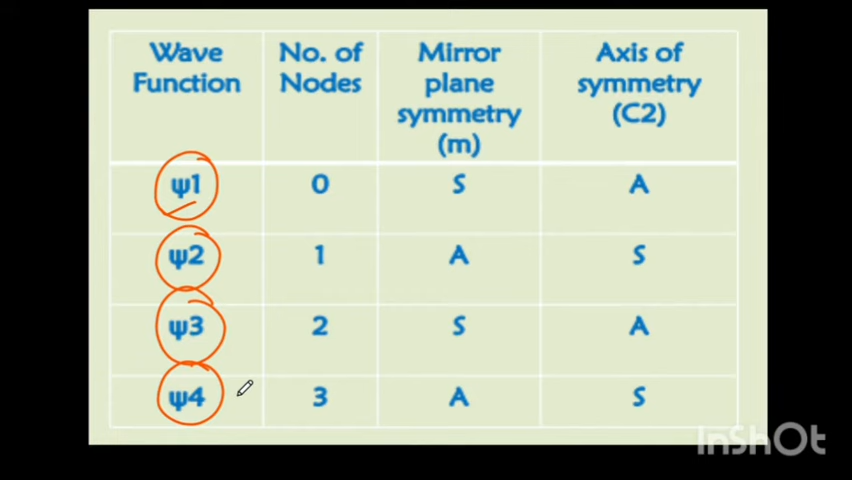 Wave Function
No. of Nodes
Mirror plane symmetry (m)
Axis of symmetry (C2)
ψ1 0 S A
ψ2 1 A S
ψ3 2 S A
ψ4 3 A S
InShOt